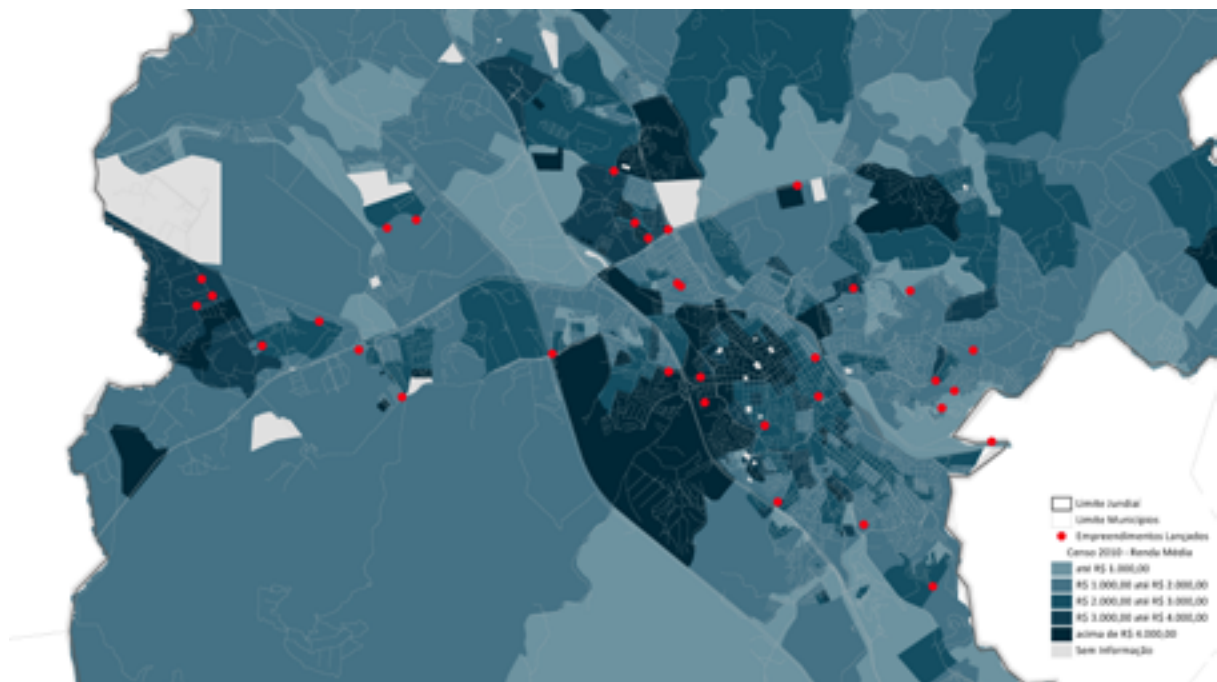 Limite Jundiaí
Limite Municípios
Empreendimentos Lançados
Censo 2010 - Renda Média
até R$ 1.000,00
R$ 1.000,00 até R$ 2.000,00
R$ 2.000,00 até R$ 3.000,00
R$ 3.000,00 até R$ 4.000,00
acima de R$ 4.000,00
Sem Informação